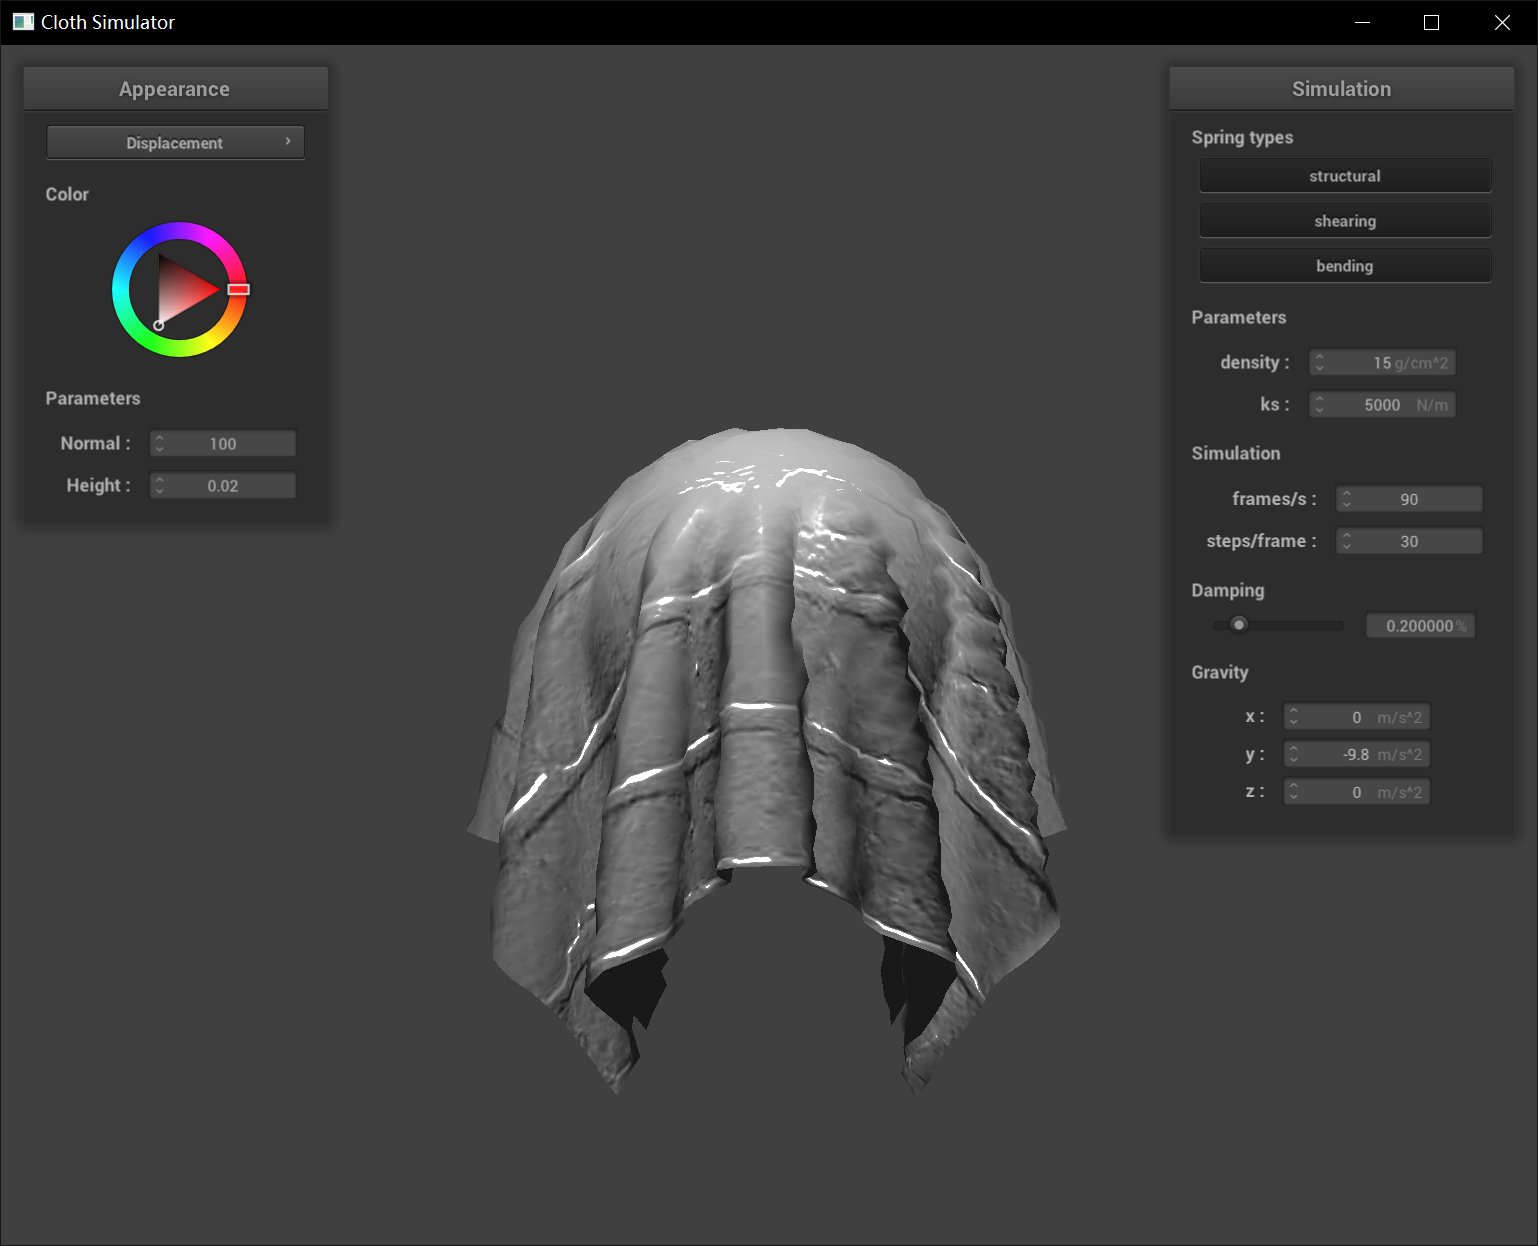 Cloth Simulator
Appearance
Displacement
Color
Parameters
Normal : 100
Height : 0.02
Simulation
Spring types
structural
shearing
bending
Parameters
density : 15 g/cm^2
ks : 5000 N/m
Simulation
frames/s : 90
steps/frame : 30
Damping
0.200000 %
Gravity
x : 0 m/s^2
y : -9.8 m/s^2
z : 0 m/s^2